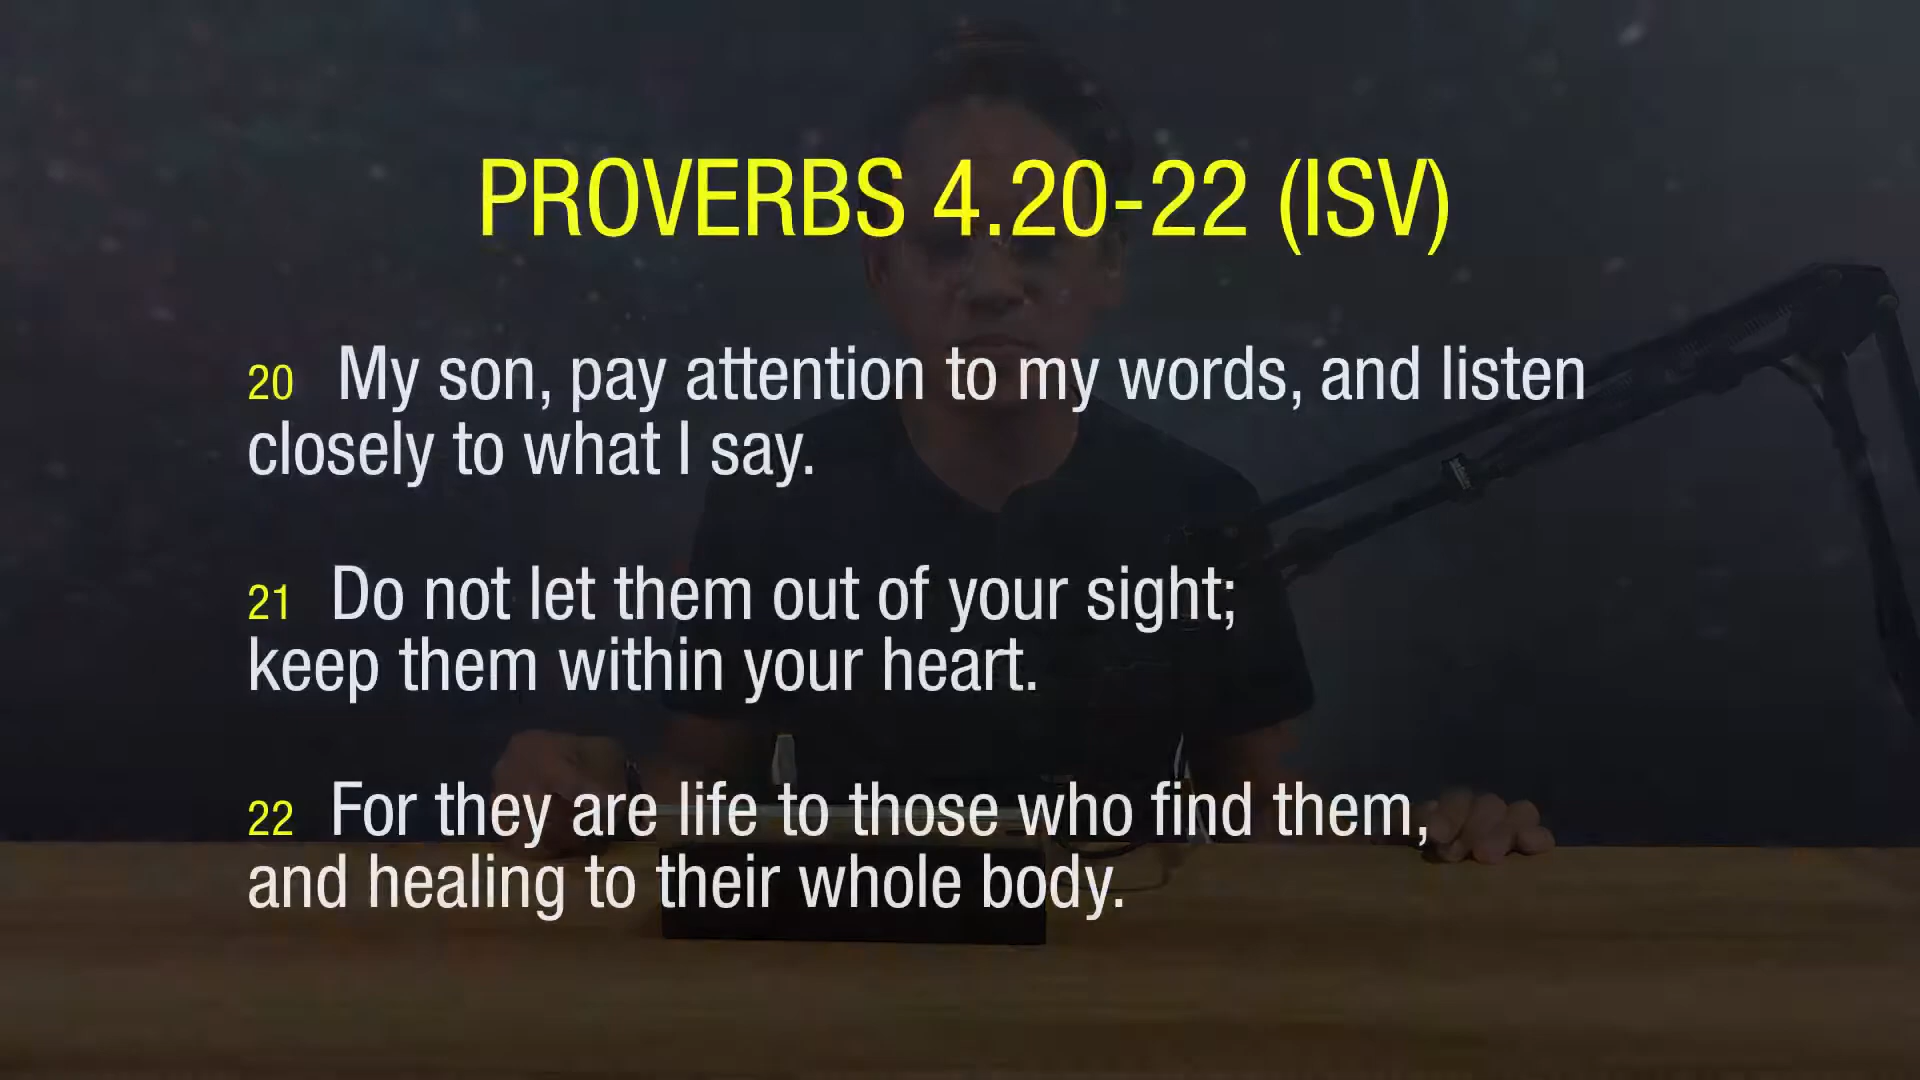 PROVERBS 4.20-22 (ISV)
20 My son, pay attention to my words, and listen
closely to what I say.
21 Do not let them out of your sight;
keep them within your heart.
22 For they are life to those who find them,
and healing to their whole body.